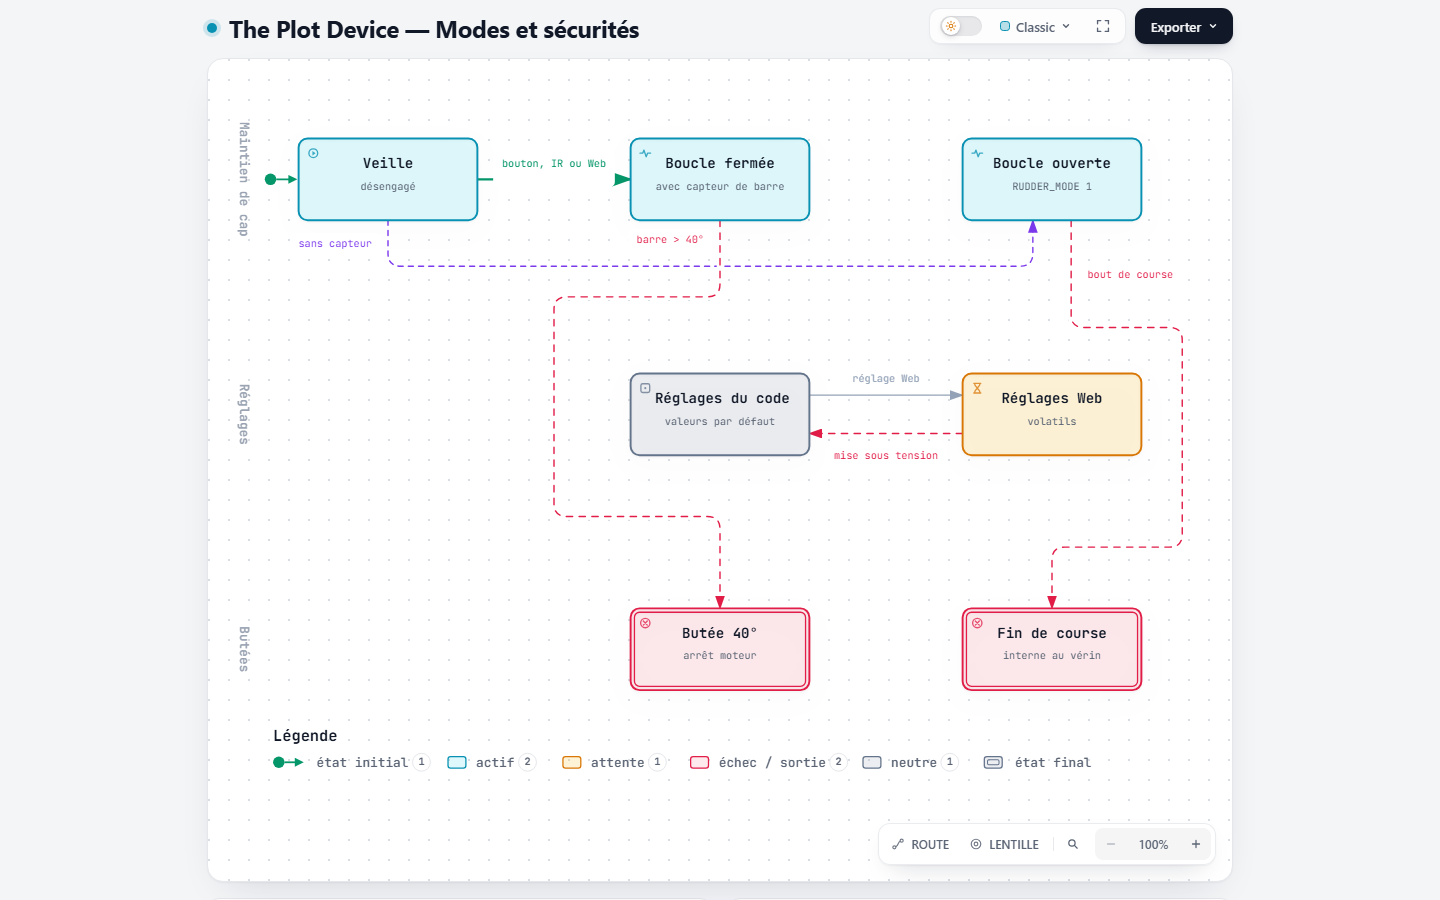 The Plot Device — Modes et sécurités
Classic
Exporter
Maintien de cap
Veille
désengagé
bouton, IR ou Web
Boucle fermée
avec capteur de barre
Boucle ouverte
RUDDER_MODE 1
sans capteur
barre > 40°
bout de course
Réglages
Réglages du code
valeurs par défaut
réglage Web
Réglages Web
volatils
mise sous tension
Butées
Butée 40°
arrêt moteur
Fin de course
interne au vérin
Légende
état initial 1
actif 2
attente 1
échec / sortie 2
neutre 1
état final
ROUTE
LENTILLE
− 100% +